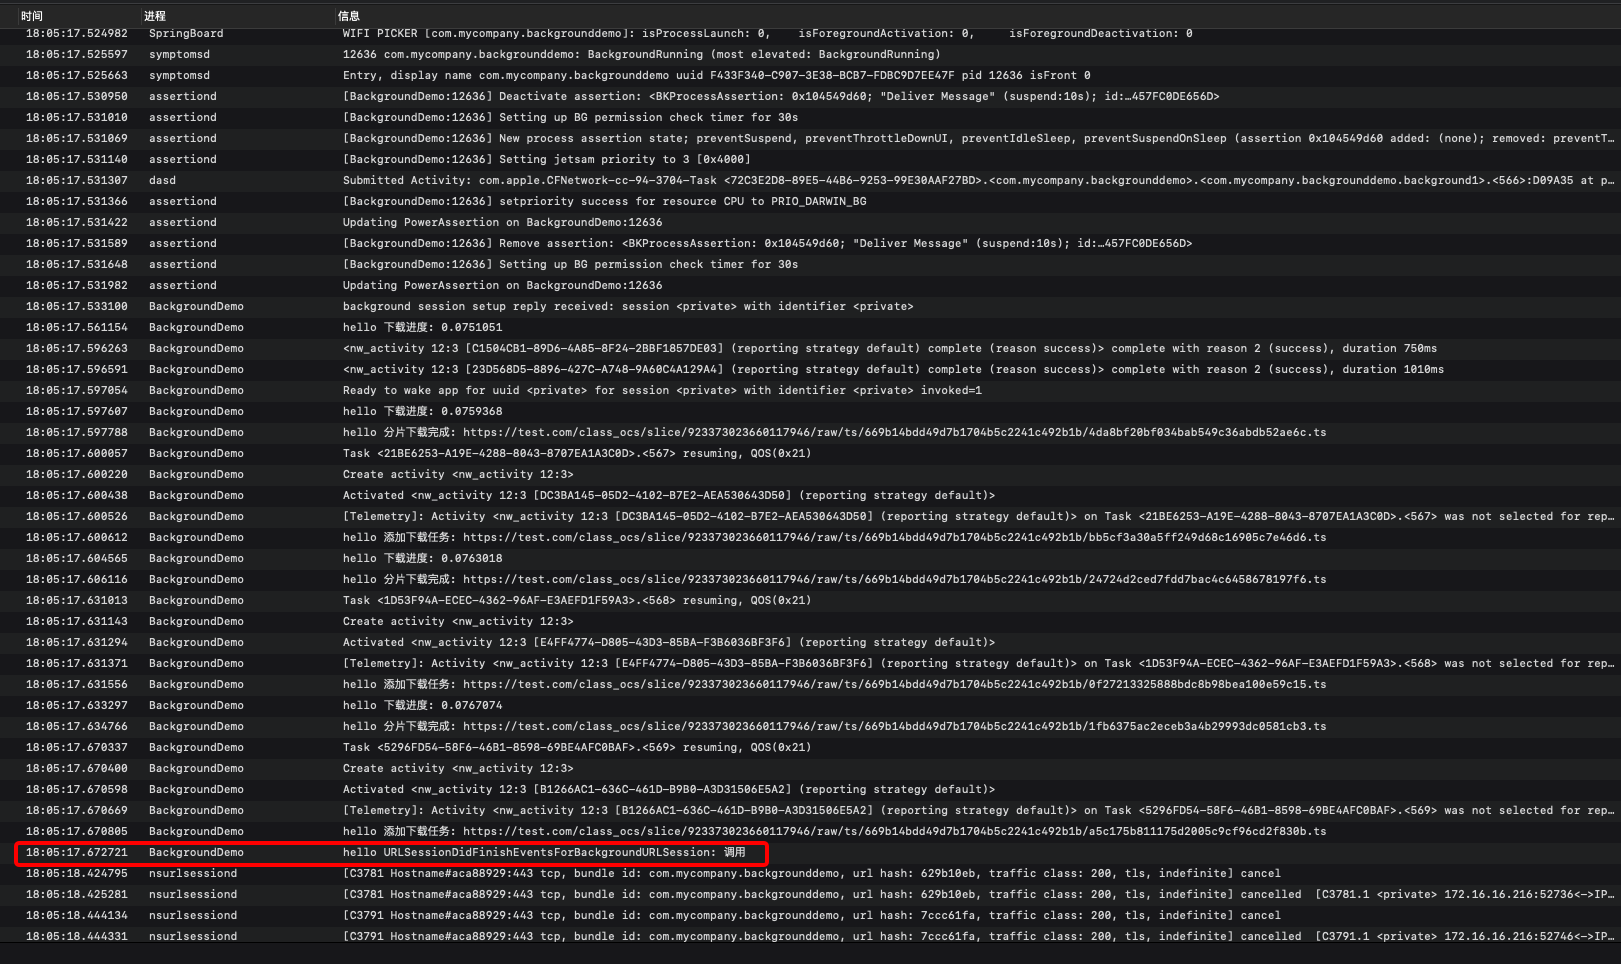 时间 进程 信息
18:05:17.524982 SpringBoard WIFI PICKER [com.mycompany.backgrounddemo]: isProcessLaunch: 0, isForegroundActivation: 0, isForegroundDeactivation: 0
18:05:17.525597 symptomsd 12636 com.mycompany.backgrounddemo: BackgroundRunning (most elevated: BackgroundRunning)
18:05:17.525663 symptomsd Entry, display name com.mycompany.backgrounddemo uuid F433F340-C907-3E38-BCB7-FDBC9D7EE47F pid 12636 isFront 0
18:05:17.530950 assertiond [BackgroundDemo:12636] Deactivate assertion: <BKProcessAssertion: 0x104549d60; "Deliver Message" (suspend:10s); id:…457FC0DE656D>
18:05:17.531010 assertiond [BackgroundDemo:12636] Setting up BG permission check timer for 30s
18:05:17.531069 assertiond [BackgroundDemo:12636] New process assertion state; preventSuspend, preventThrottleDownUI, preventIdleSleep, preventSuspendOnSleep (assertion 0x104549d60 added: (none); removed: preventT…
18:05:17.531140 assertiond [BackgroundDemo:12636] Setting jetsam priority to 3 [0x4000]
18:05:17.531307 dasd Submitted Activity: com.apple.CFNetwork-cc-94-3704-Task <72C3E2D8-89E5-44B6-9253-99E30AAF27BD>.<com.mycompany.backgrounddemo>.<com.mycompany.backgrounddemo.background1>.<566>:D09A35 at p…
18:05:17.531366 assertiond [BackgroundDemo:12636] setpriority success for resource CPU to PRIO_DARWIN_BG
18:05:17.531422 assertiond Updating PowerAssertion on BackgroundDemo:12636
18:05:17.531589 assertiond [BackgroundDemo:12636] Remove assertion: <BKProcessAssertion: 0x104549d60; "Deliver Message" (suspend:10s); id:…457FC0DE656D>
18:05:17.531648 assertiond [BackgroundDemo:12636] Setting up BG permission check timer for 30s
18:05:17.531982 assertiond Updating PowerAssertion on BackgroundDemo:12636
18:05:17.533100 BackgroundDemo background session setup reply received: session <private> with identifier <private>
18:05:17.561154 BackgroundDemo hello 下载进度: 0.0751051
18:05:17.596263 BackgroundDemo <nw_activity 12:3 [C1504CB1-89D6-4A85-8F24-2BBF1857DE03] (reporting strategy default) complete (reason success)> complete with reason 2 (success), duration 750ms
18:05:17.596591 BackgroundDemo <nw_activity 12:3 [23D568D5-8896-427C-A748-9A60C4A129A4] (reporting strategy default) complete (reason success)> complete with reason 2 (success), duration 1010ms
18:05:17.597054 BackgroundDemo Ready to wake app for uuid <private> for session <private> with identifier <private> invoked=1
18:05:17.597607 BackgroundDemo hello 下载进度: 0.0759368
18:05:17.597788 BackgroundDemo hello 分片下载完成: https://test.com/class_ocs/slice/923373023660117946/raw/ts/669b14bdd49d7b1704b5c2241c492b1b/4da8bf20bf034bab549c36abdb52ae6c.ts
18:05:17.600057 BackgroundDemo Task <21BE6253-A19E-4288-8043-8707EA1A3C0D>.<567> resuming, QOS(0x21)
18:05:17.600220 BackgroundDemo Create activity <nw_activity 12:3>
18:05:17.600438 BackgroundDemo Activated <nw_activity 12:3 [DC3BA145-05D2-4102-B7E2-AEA530643D50] (reporting strategy default)>
18:05:17.600526 BackgroundDemo [Telemetry]: Activity <nw_activity 12:3 [DC3BA145-05D2-4102-B7E2-AEA530643D50] (reporting strategy default)> on Task <21BE6253-A19E-4288-8043-8707EA1A3C0D>.<567> was not selected for rep…
18:05:17.600612 BackgroundDemo hello 添加下载任务: https://test.com/class_ocs/slice/923373023660117946/raw/ts/669b14bdd49d7b1704b5c2241c492b1b/bb5cf3a30a5ff249d68c16905c7e46d6.ts
18:05:17.604565 BackgroundDemo hello 下载进度: 0.0763018
18:05:17.606116 BackgroundDemo hello 分片下载完成: https://test.com/class_ocs/slice/923373023660117946/raw/ts/669b14bdd49d7b1704b5c2241c492b1b/24724d2ced7fdd7bac4c6458678197f6.ts
18:05:17.631013 BackgroundDemo Task <1D53F94A-ECEC-4362-96AF-E3AEFD1F59A3>.<568> resuming, QOS(0x21)
18:05:17.631143 BackgroundDemo Create activity <nw_activity 12:3>
18:05:17.631294 BackgroundDemo Activated <nw_activity 12:3 [E4FF4774-D805-43D3-85BA-F3B6036BF3F6] (reporting strategy default)>
18:05:17.631371 BackgroundDemo [Telemetry]: Activity <nw_activity 12:3 [E4FF4774-D805-43D3-85BA-F3B6036BF3F6] (reporting strategy default)> on Task <1D53F94A-ECEC-4362-96AF-E3AEFD1F59A3>.<568> was not selected for rep…
18:05:17.631556 BackgroundDemo hello 添加下载任务: https://test.com/class_ocs/slice/923373023660117946/raw/ts/669b14bdd49d7b1704b5c2241c492b1b/0f27213325888bdc8b98bea100e59c15.ts
18:05:17.633297 BackgroundDemo hello 下载进度: 0.0767074
18:05:17.634766 BackgroundDemo hello 分片下载完成: https://test.com/class_ocs/slice/923373023660117946/raw/ts/669b14bdd49d7b1704b5c2241c492b1b/1fb6375ac2eceb3a4b29993dc0581cb3.ts
18:05:17.670337 BackgroundDemo Task <5296FD54-58F6-46B1-8598-69BE4AFC0BAF>.<569> resuming, QOS(0x21)
18:05:17.670400 BackgroundDemo Create activity <nw_activity 12:3>
18:05:17.670598 BackgroundDemo Activated <nw_activity 12:3 [B1266AC1-636C-461D-B9B0-A3D31506E5A2] (reporting strategy default)>
18:05:17.670669 BackgroundDemo [Telemetry]: Activity <nw_activity 12:3 [B1266AC1-636C-461D-B9B0-A3D31506E5A2] (reporting strategy default)> on Task <5296FD54-58F6-46B1-8598-69BE4AFC0BAF>.<569> was not selected for rep…
18:05:17.670805 BackgroundDemo hello 添加下载任务: https://test.com/class_ocs/slice/923373023660117946/raw/ts/669b14bdd49d7b1704b5c2241c492b1b/a5c175b811175d2005c9cf96cd2f830b.ts
18:05:17.672721 BackgroundDemo hello URLSessionDidFinishEventsForBackgroundURLSession: 调用
18:05:18.424795 nsurlsessiond [C3781 Hostname#aca88929:443 tcp, bundle id: com.mycompany.backgrounddemo, url hash: 629b10eb, traffic class: 200, tls, indefinite] cancel
18:05:18.425281 nsurlsessiond [C3781 Hostname#aca88929:443 tcp, bundle id: com.mycompany.backgrounddemo, url hash: 629b10eb, traffic class: 200, tls, indefinite] cancelled [C3781.1 <private> 172.16.16.216:52736<->IP…
18:05:18.444134 nsurlsessiond [C3791 Hostname#aca88929:443 tcp, bundle id: com.mycompany.backgrounddemo, url hash: 7ccc61fa, traffic class: 200, tls, indefinite] cancel
18:05:18.444331 nsurlsessiond [C3791 Hostname#aca88929:443 tcp, bundle id: com.mycompany.backgrounddemo, url hash: 7ccc61fa, traffic class: 200, tls, indefinite] cancelled [C3791.1 <private> 172.16.16.216:52746<->IP…